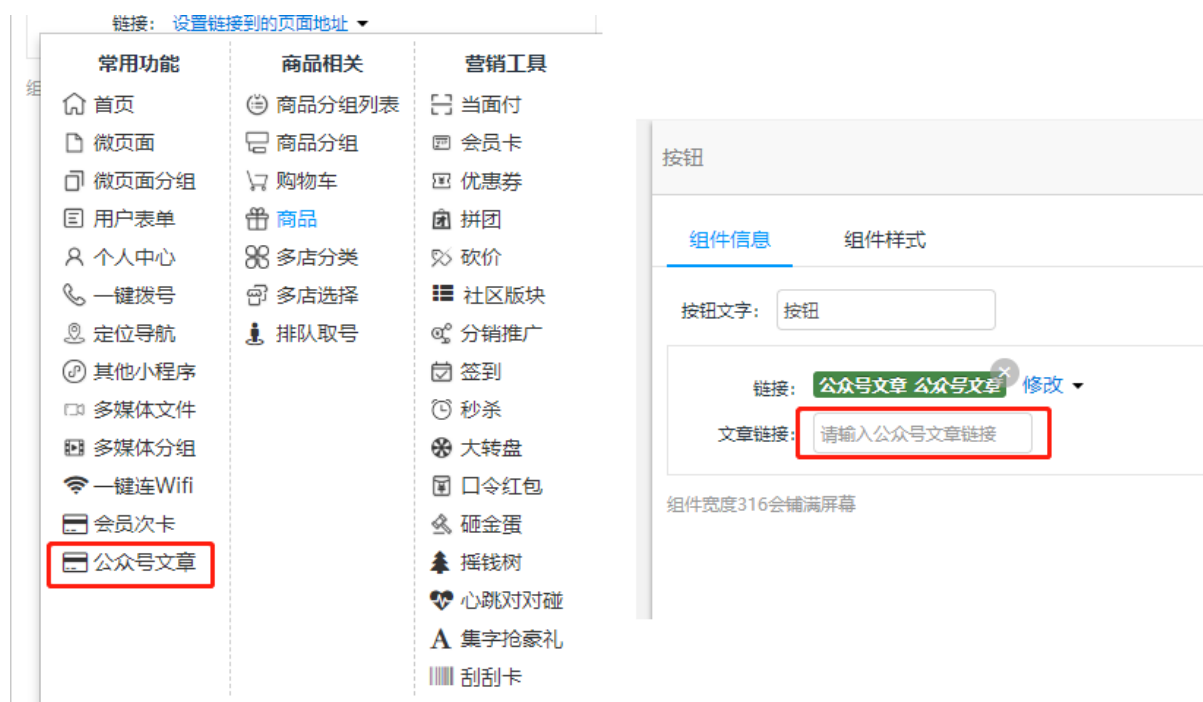 链接： 设置链接到的页面地址
常用功能
首页
微页面
微页面分组
用户表单
个人中心
一键拨号
定位导航
其他小程序
多媒体文件
多媒体分组
一键连Wifi
会员次卡
公众号文章
商品相关
商品分组列表
商品分组
购物车
商品
多店分类
多店选择
排队取号
营销工具
当面付
会员卡
优惠券
拼团
砍价
社区版块
分销推广
签到
秒杀
大转盘
口令红包
砸金蛋
摇钱树
心跳对对碰
集字抢豪礼
刮刮卡
组
按钮
组件信息 组件样式
按钮文字： 按钮
链接： 公众号文章 公众号文章 修改
文章链接： 请输入公众号文章链接
组件宽度316会铺满屏幕